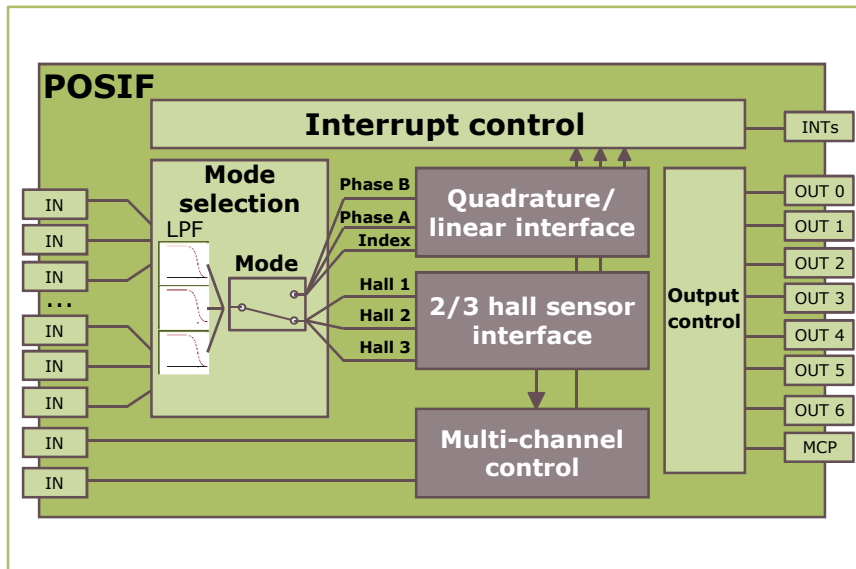 POSIF
Interrupt control
INTs
Mode
selection
LPF
Mode
IN
IN
IN
...
IN
IN
IN
IN
IN
Phase B
Phase A
Index
Hall 1
Hall 2
Hall 3
Quadrature/
linear interface
2/3 hall sensor
interface
Multi-channel
control
Output
control
OUT 0
OUT 1
OUT 2
OUT 3
OUT 4
OUT 5
OUT 6
MCP